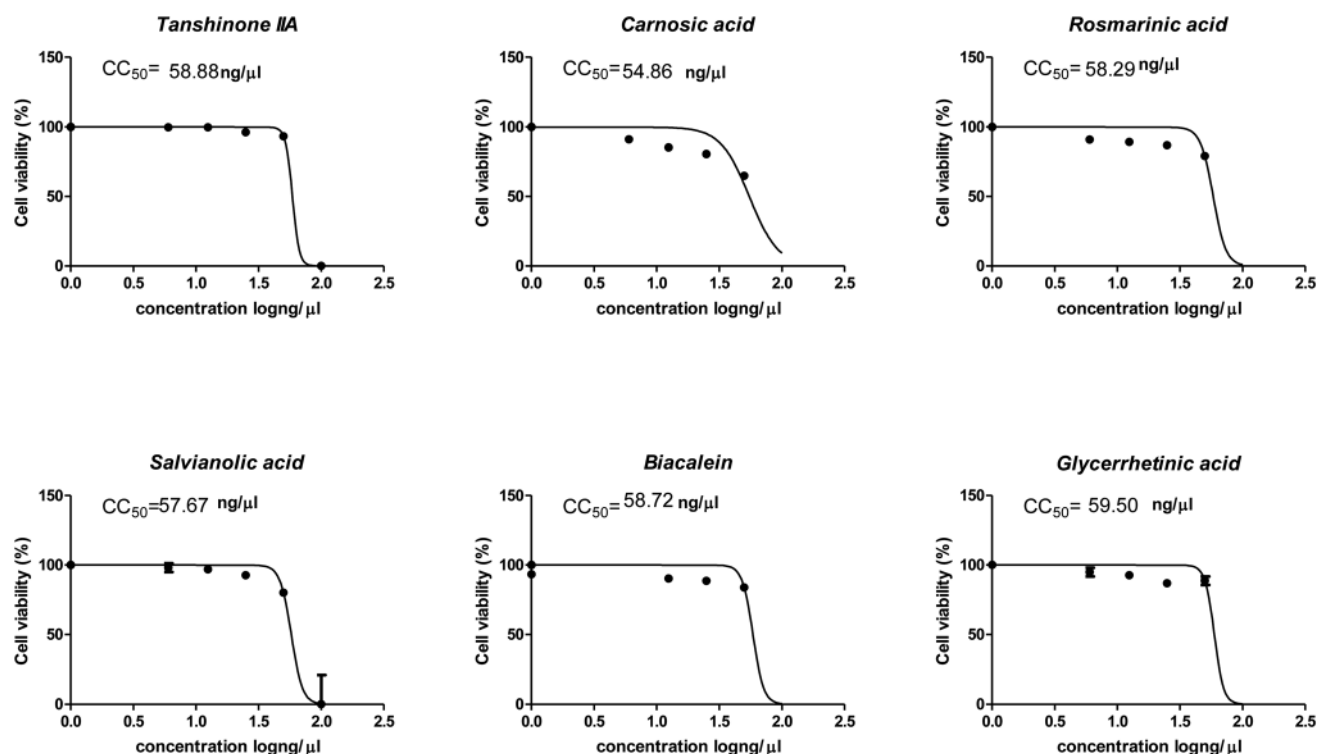 Tanshinone IIA
CC50= 58.88 ng/μl
150
100
50
0
Cell viability (%)
0.0 0.5 1.0 1.5 2.0 2.5
concentration logng/ μl
Carnosic acid
CC50= 54.86 ng/μl
150
100
50
0
Cell viability (%)
0.0 0.5 1.0 1.5 2.0 2.5
concentration logng/ μl
Rosmarinic acid
CC50= 58.29 ng/μl
150
100
50
0
Cell viability (%)
0.0 0.5 1.0 1.5 2.0 2.5
concentration logng/ μl
Salvianolic acid
CC50=57.67 ng/μl
150
100
50
0
Cell viability (%)
0.0 0.5 1.0 1.5 2.0 2.5
concentration logng/ μl
Biacalein
CC50= 58.72 ng/μl
150
100
50
0
Cell viability (%)
0.0 0.5 1.0 1.5 2.0 2.5
concentration logng/ μl
Glycerrhetinic acid
CC50= 59.50 ng/μl
150
100
50
0
Cell viability (%)
0.0 0.5 1.0 1.5 2.0 2.5
concentration logng/ μl